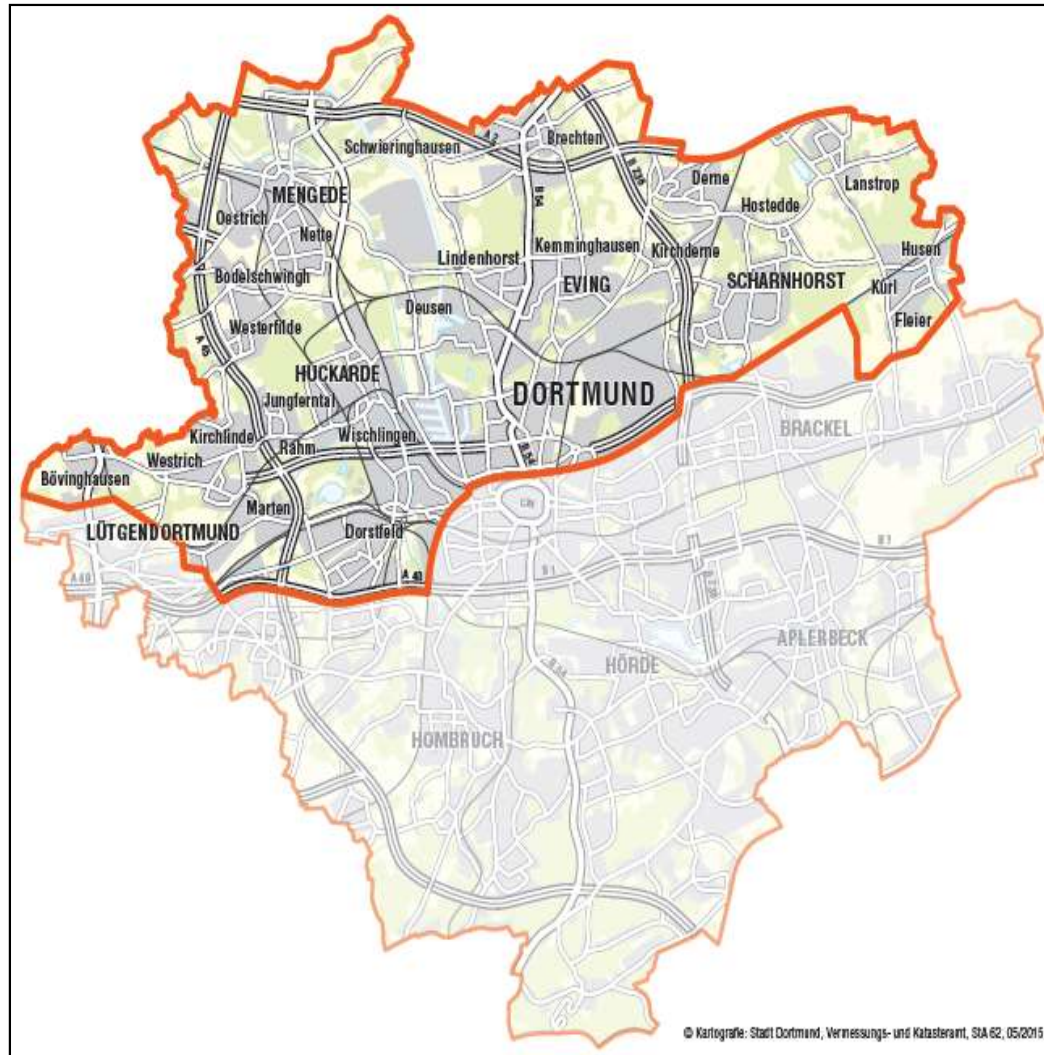 A 2
Brechten
Schwieringhausen
B 54
B 236
Derne
Lanstrop
MENGEDE
Hostedde
Oestrich
Nette
Kemminghausen
Kirchderne
Husen
Lindenhorst
Bodelschwingh
EVING
SCHARNHORST
Kurl
Deusen
Fleier
Westerfilde
A 45
HUCKARDE
DORTMUND
Jungferntal
Wischlingen
Kirchlinde
Rahm
BRACKEL
Westrich
B 54
Bövinghausen
Marten
City
LÜTGENDORTMUND
Dorstfeld
B 1
A 40
B 1
B 236
APLERBECK
HÖRDE
B 54
HOMBRUCH
© Kartografie: Stadt Dortmund, Vermessungs- und Katasteramt, StA 62, 05/2015